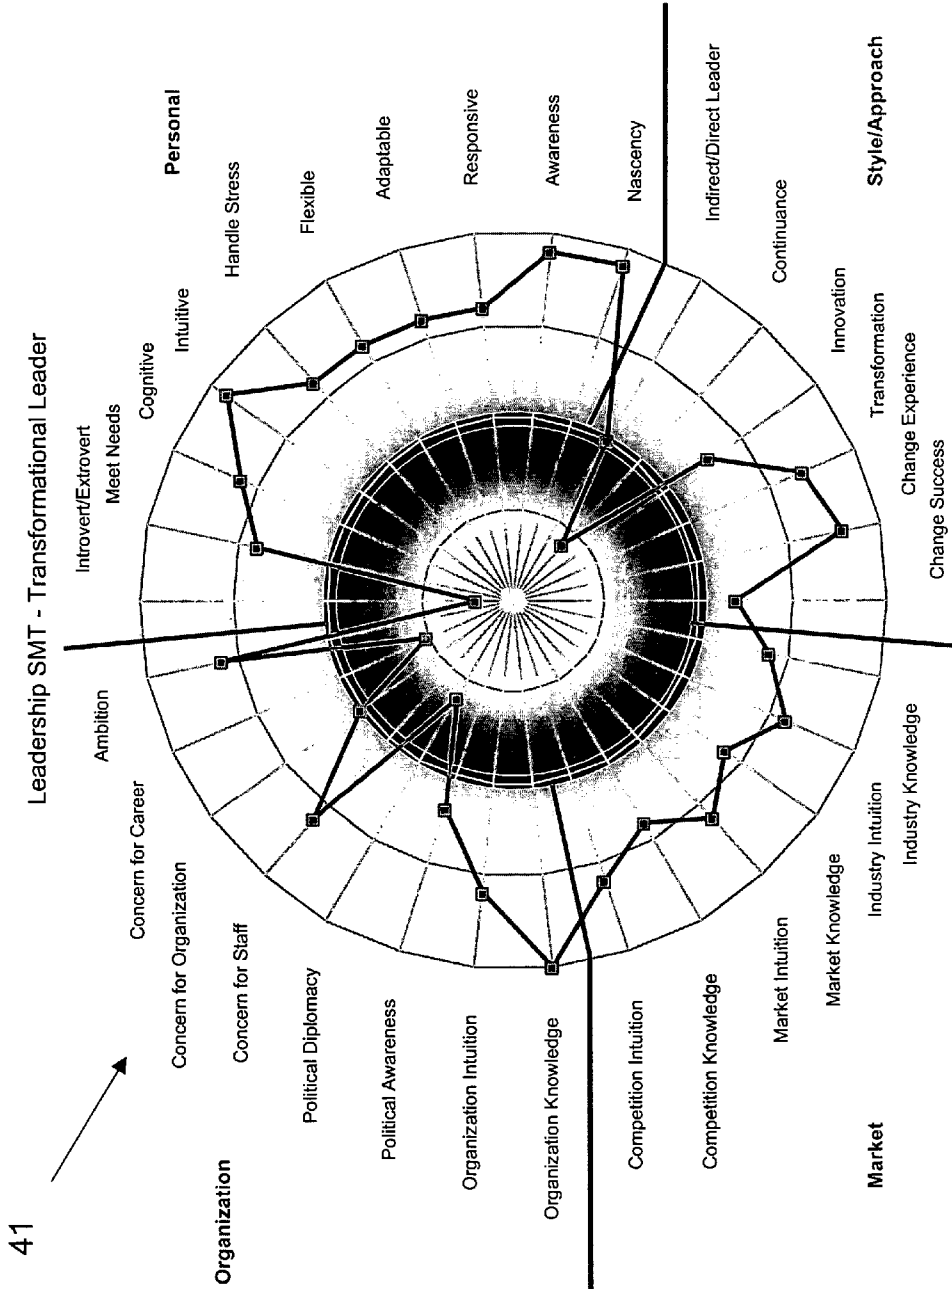 41
Leadership SMT - Transformational Leader
Organization
Personal
Market
Style/Approach
Introvert/Extrovert
Meet Needs
Cognitive
Intuitive
Handle Stress
Flexible
Adaptable
Responsive
Awareness
Nascency
Indirect/Direct Leader
Continuance
Innovation
Transformation
Change Experience
Change Success
Industry Knowledge
Industry Intuition
Market Knowledge
Market Intuition
Competition Knowledge
Competition Intuition
Organization Knowledge
Organization Intuition
Political Awareness
Political Diplomacy
Concern for Staff
Concern for Organization
Concern for Career
Ambition